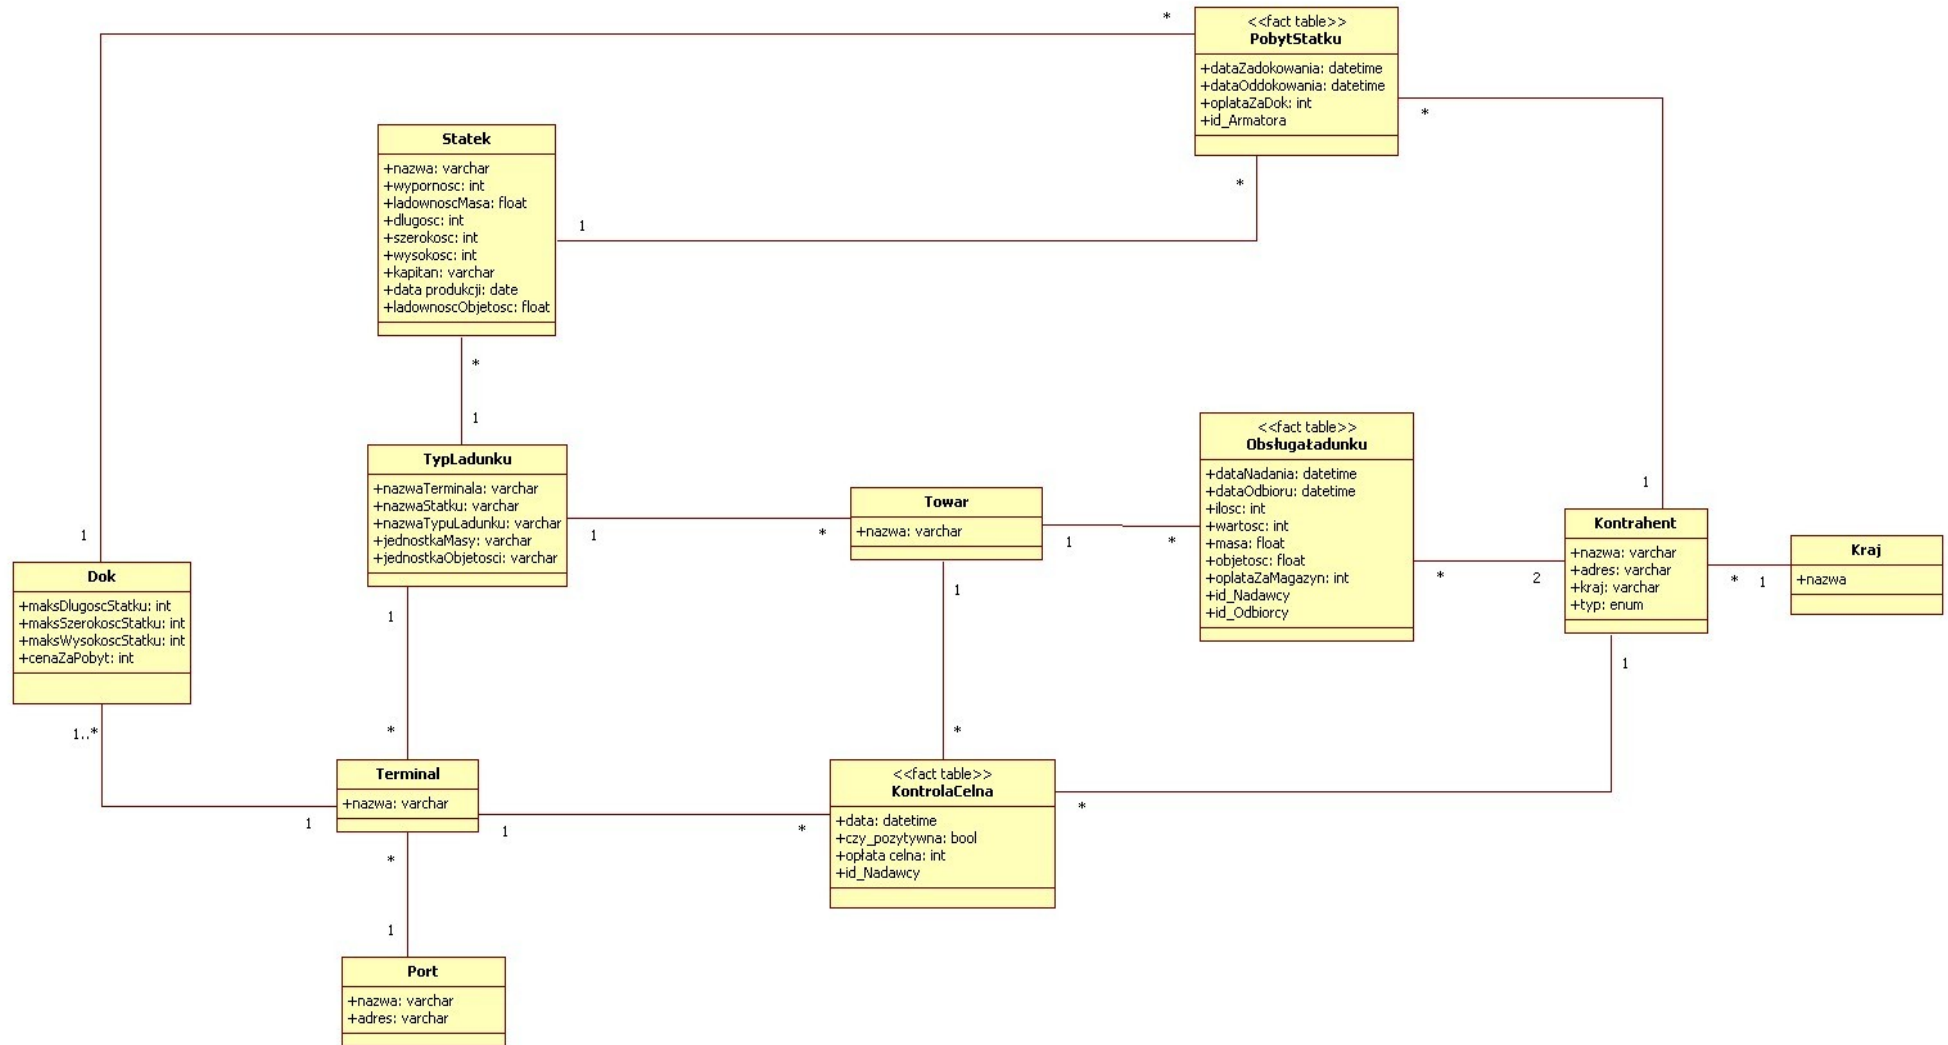 *
<<fact table>>
PobytStatku
+dataZadokowania: datetime
+dataOddokowania: datetime
+oplataZaDok: int
+id_Armatora
*
*
Statek
+nazwa: varchar
+wypornosc: int
+ladownoscMasa: float
+dlugosc: int
+szerokosc: int
+wysokosc: int
+kapitan: varchar
+data produkcji: date
+ladownoscObjetosc: float
1
*
1
TypLadunku
+nazwaTerminala: varchar
+nazwaStatku: varchar
+nazwaTypuLadunku: varchar
+jednostkaMasy: varchar
+jednostkaObjetosci: varchar
1
*
Towar
+nazwa: varchar
1
*
<<fact table>>
ObsługaŁadunku
+dataNadania: datetime
+dataOdbioru: datetime
+ilosc: int
+wartosc: int
+masa: float
+objetosc: float
+oplataZaMagazyn: int
+id_Nadawcy
+id_Odbiorcy
*
2
1
Kontrahent
+nazwa: varchar
+adres: varchar
+kraj: varchar
+typ: enum
*
1
Kraj
+nazwa
1
Dok
+maksDlugoscStatku: int
+maksSzerokoscStatku: int
+maksWysokoscStatku: int
+cenaZaPobyt: int
1..*
1
1
1
*
*
1
Terminal
+nazwa: varchar
1
1
*
<<fact table>>
KontrolaCelna
+data: datetime
+czy_pozytywna: bool
+opłata celna: int
+id_Nadawcy
*
*
1
Port
+nazwa: varchar
+adres: varchar